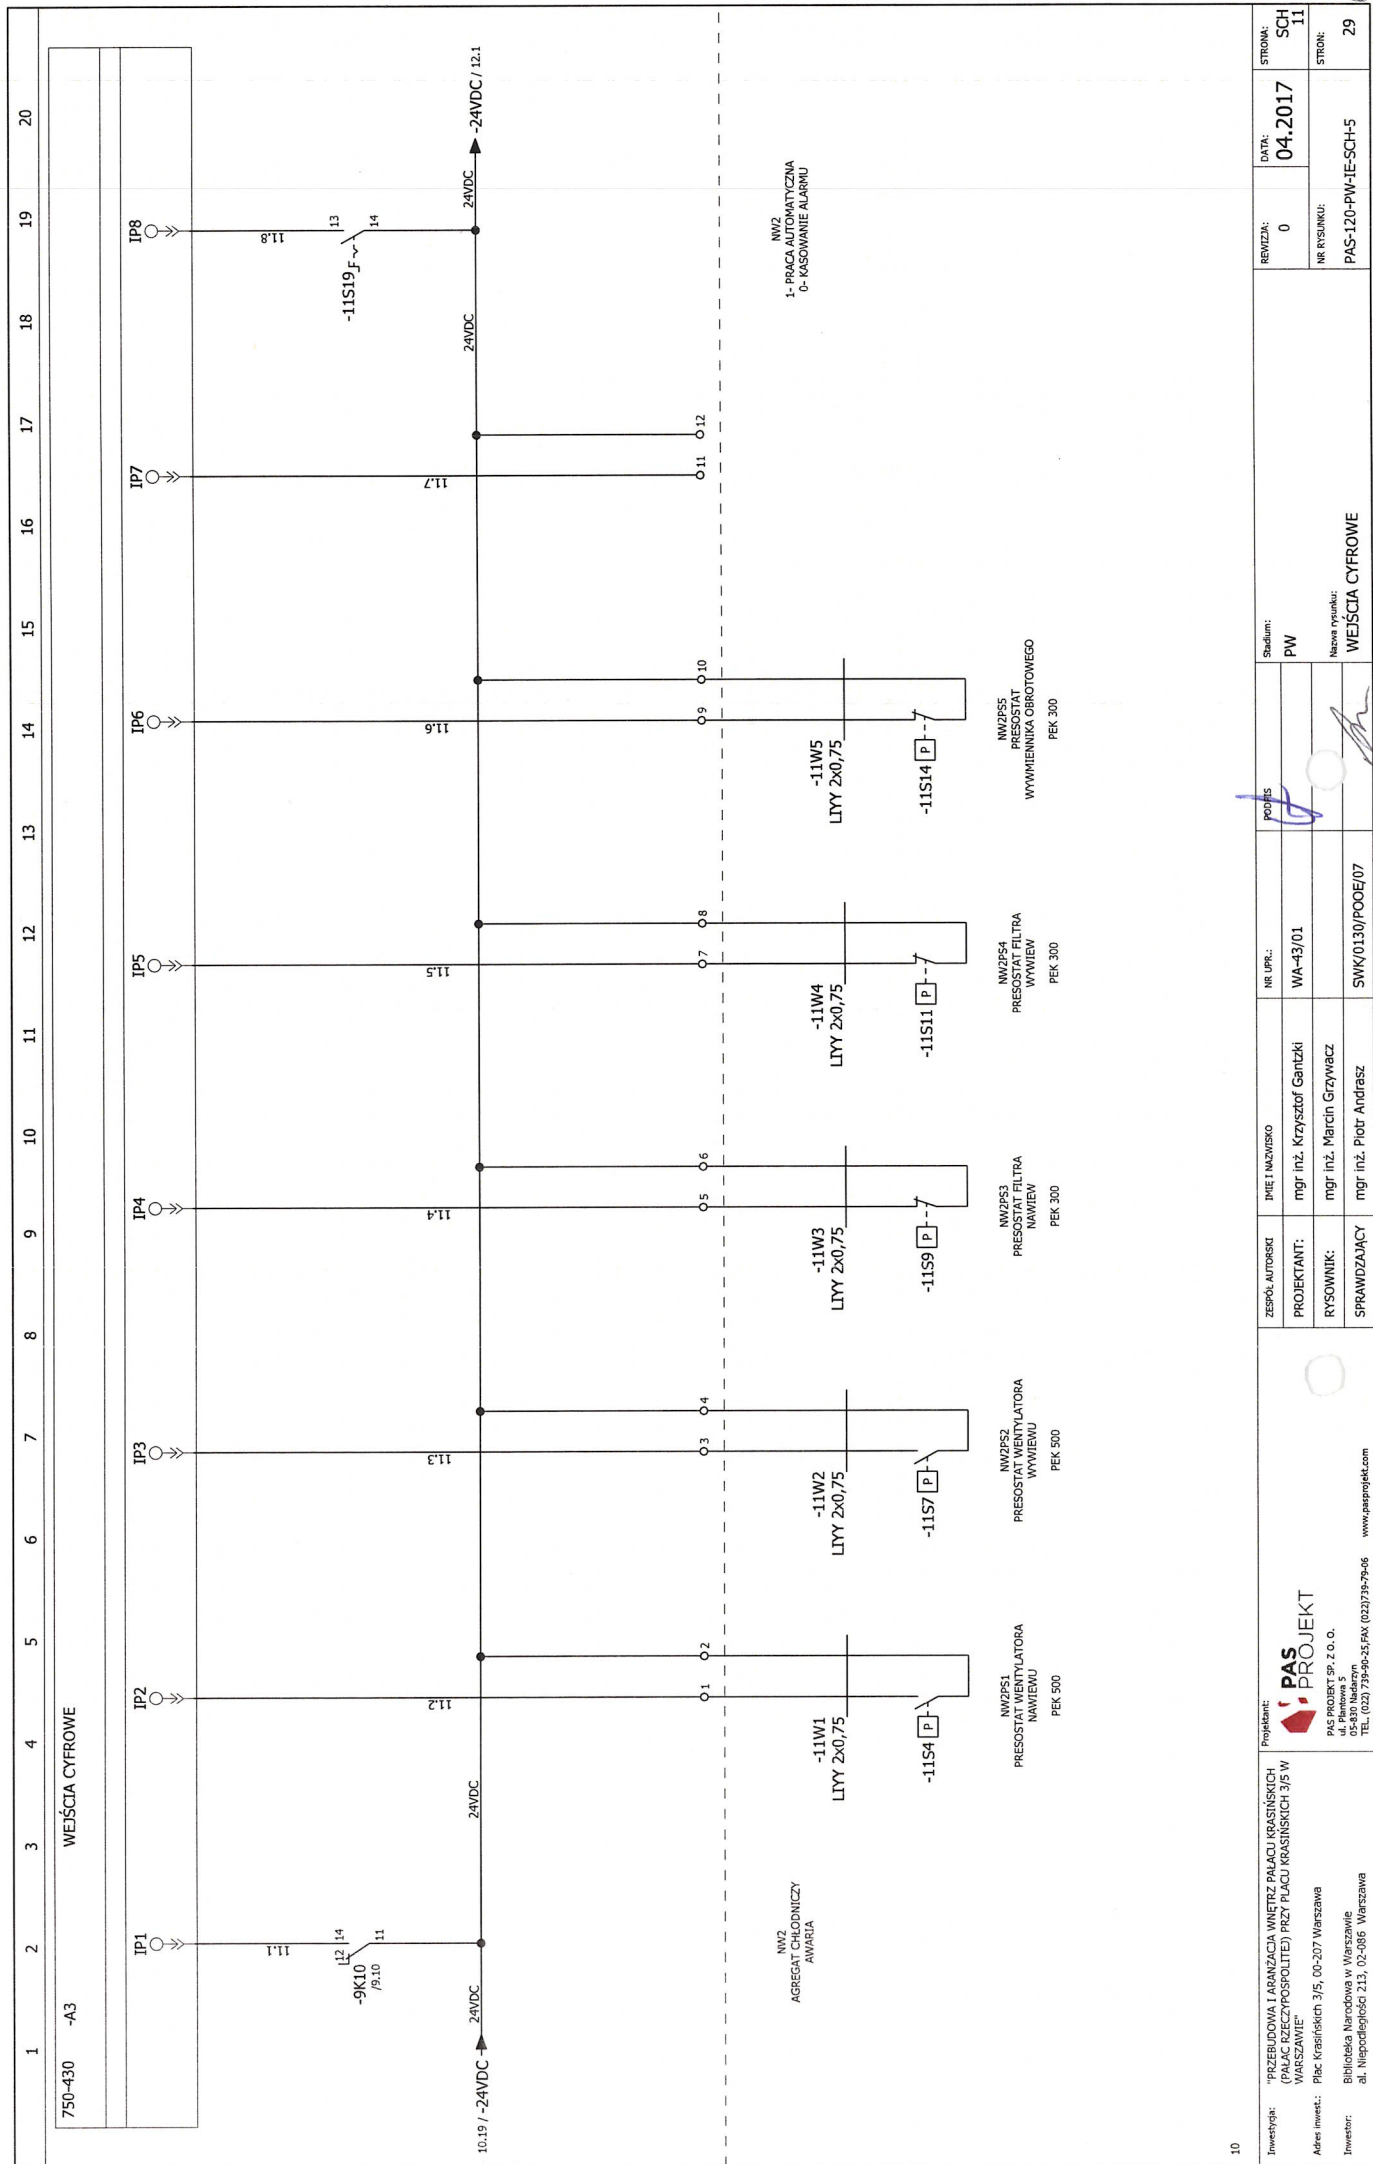 1 2 3 4 5 6 7 8 9 10 11 12 13 14 15 16 17 18 19 20
750-430 -A3 WEJŚCIA CYFROWE
IP1 IP2 IP3 IP4 IP5 IP6 IP7 IP8
11.1 11.2 11.3 11.4 11.5 11.6 11.7 11.8
12 14
-9K10
/9.10
11
-11S19
13
14
10.19 / -24VDC
24VDC
24VDC
24VDC
24VDC
-24VDC / 12.1
1 2 3 4 5 6 7 8 9 10 11 12
NW2
AGREGAT CHŁODNICZY
AWARIA
-11W1
LIYY 2x0,75
-11S4 P
NW2PS1
PRESOSTAT WENTYLATORA
NAWIEWU
PEK 500
-11W2
LIYY 2x0,75
-11S7 P
NW2PS2
PRESOSTAT WENTYLATORA
WYWIEWU
PEK 500
-11W3
LIYY 2x0,75
-11S9 P
NW2PS3
PRESOSTAT FILTRA
NAWIEW
PEK 300
-11W4
LIYY 2x0,75
-11S11 P
NW2PS4
PRESOSTAT FILTRA
WYWIEW
PEK 300
-11W5
LIYY 2x0,75
-11S14 P
NW2PS5
PRESOSTAT
WYWMIENNIKA OBROTOWEGO
PEK 300
NW2
1- PRACA AUTOMATYCZNA
0- KASOWANIE ALARMU
10
Inwestycja:
"PRZEBUDOWA I ARANŻACJA WNĘTRZ PAŁACU KRASIŃSKICH
(PAŁAC RZECZYPOSPOLITEJ) PRZY PLACU KRASIŃSKICH 3/5 W
WARSZAWIE"
Adres inwest.: Plac Krasińskich 3/5, 00-207 Warszawa
Inwestor: Biblioteka Narodowa w Warszawie
al. Niepodległości 213, 02-086 Warszawa
Projektant:
PAS
PROJEKT
PAS PROJEKT SP. Z O. O.
ul. Plantowa 5
05-830 Nadarzyn
TEL. (022) 739-90-25,FAX (022)739-79-06 www.pasprojekt.com
ZESPÓŁ AUTORSKI IMIĘ I NAZWISKO NR UPR.: PODPIS
PROJEKTANT: mgr inż. Krzysztof Gantzki WA-43/01
RYSOWNIK: mgr inż. Marcin Grzywacz
SPRAWDZAJĄCY mgr inż. Piotr Andrasz SWK/0130/POOE/07
Stadium:
PW
Nazwa rysunku:
WEJŚCIA CYFROWE
REWIZJA:
0
DATA:
04.2017
STRONA:
SCH
11
NR RYSUNKU:
PAS-120-PW-IE-SCH-5
STRON:
29